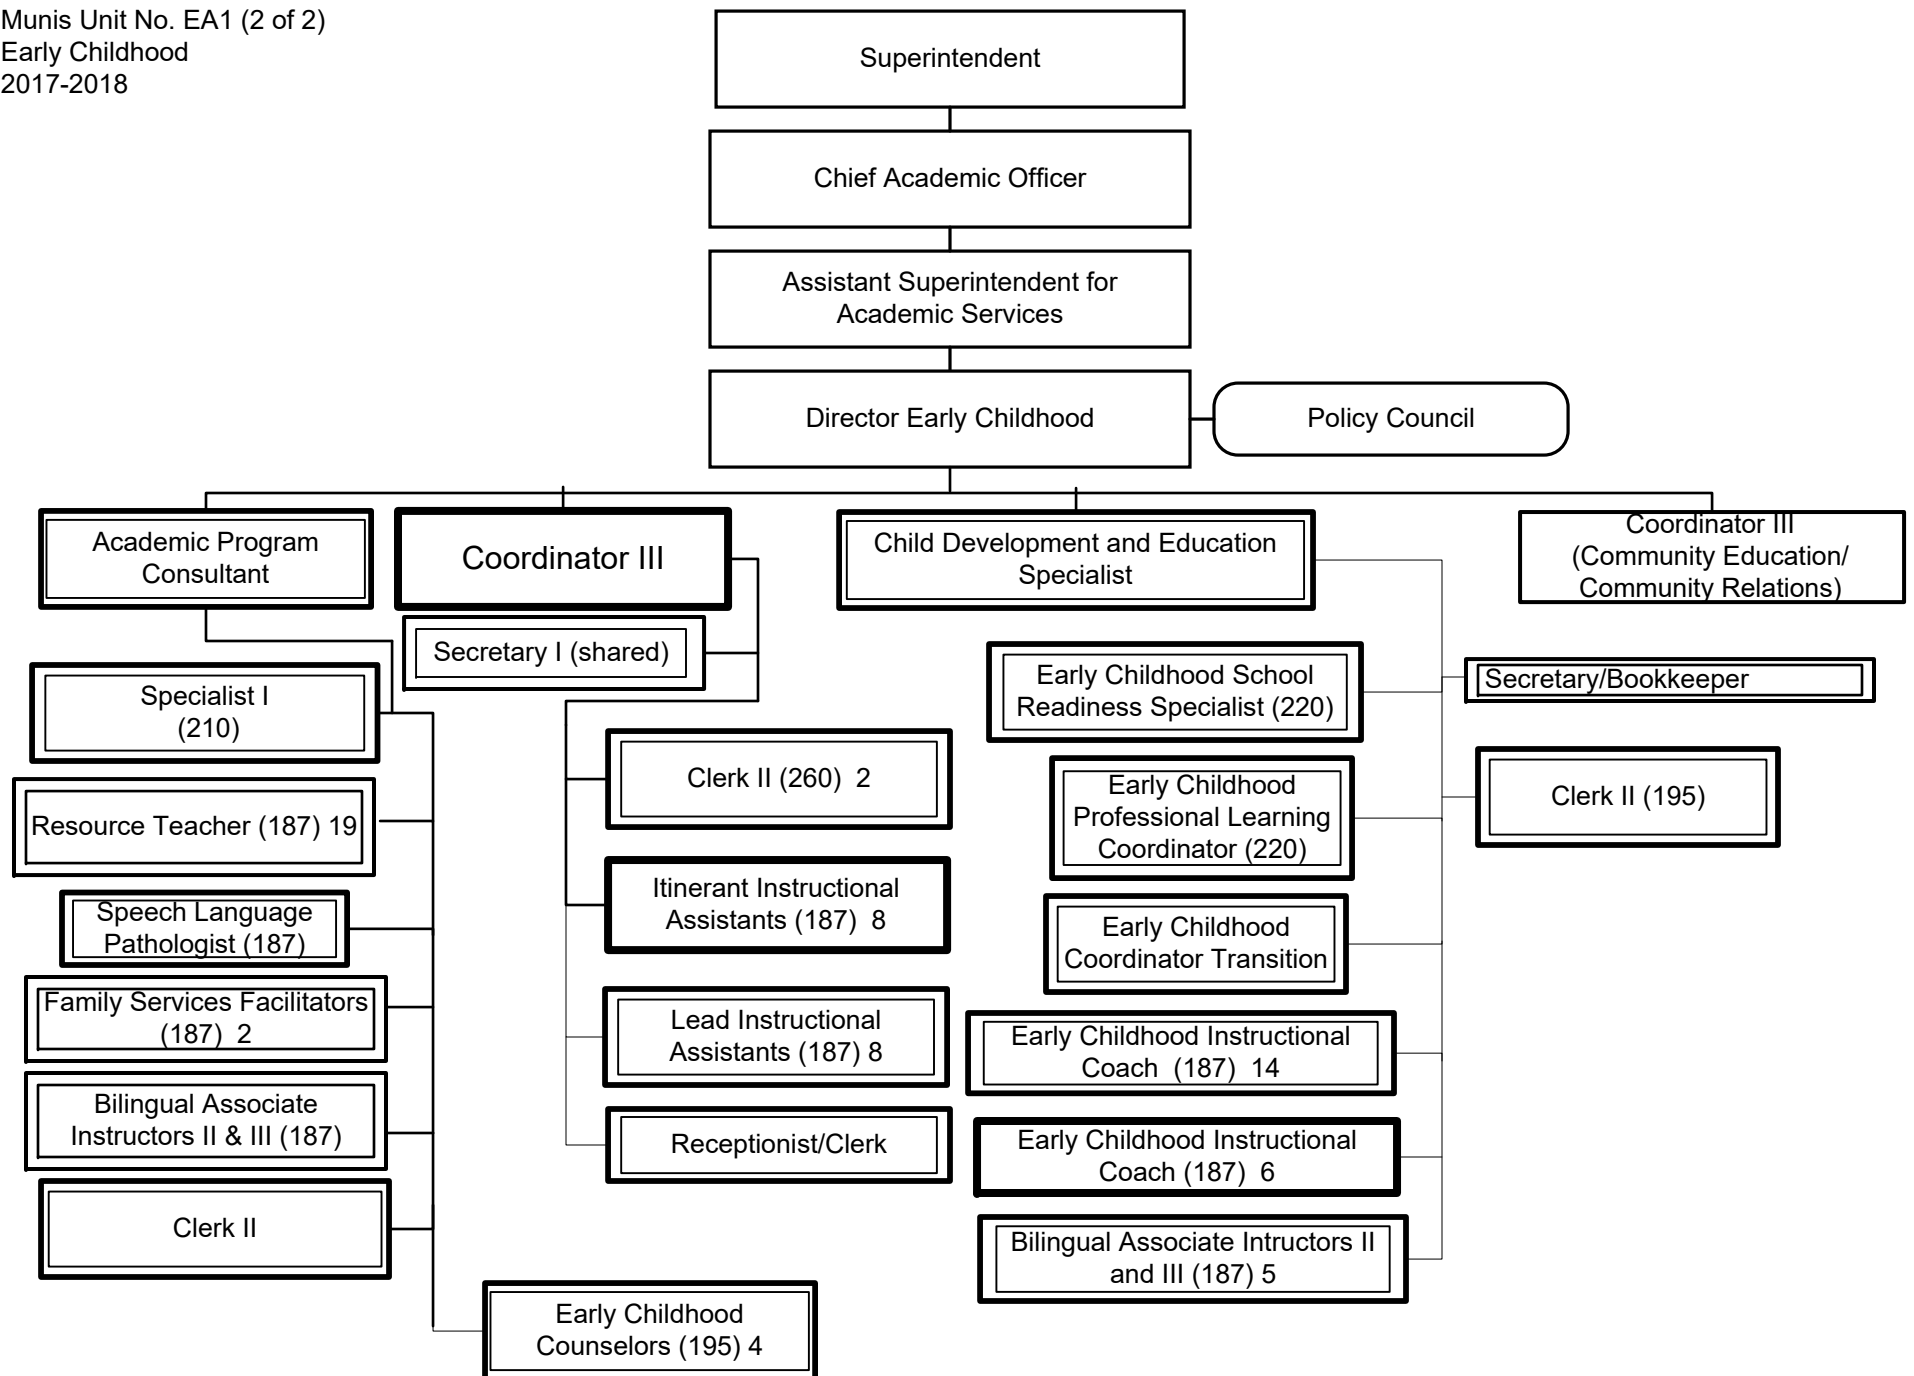 Munis Unit No. EA1 (2 of 2)
Early Childhood
2017-2018
Superintendent
Chief Academic Officer
Assistant Superintendent for
Academic Services
Director Early Childhood
Policy Council
Academic Program
Consultant
Coordinator III
Child Development and Education
Specialist
Coordinator III
(Community Education/
Community Relations)
Secretary I (shared)
Specialist I
(210)
Resource Teacher (187) 19
Speech Language
Pathologist (187)
Family Services Facilitators
(187)  2
Bilingual Associate
Instructors II & III (187)
Clerk II
Early Childhood
Counselors (195) 4
Clerk II (260)  2
Itinerant Instructional
Assistants (187)  8
Lead Instructional
Assistants (187) 8
Receptionist/Clerk
Early Childhood School
Readiness Specialist (220)
Early Childhood
Professional Learning
Coordinator (220)
Early Childhood
Coordinator Transition
Early Childhood Instructional
Coach  (187)  14
Early Childhood Instructional
Coach (187)  6
Bilingual Associate Intructors II
and III (187) 5
Secretary/Bookkeeper
Clerk II (195)